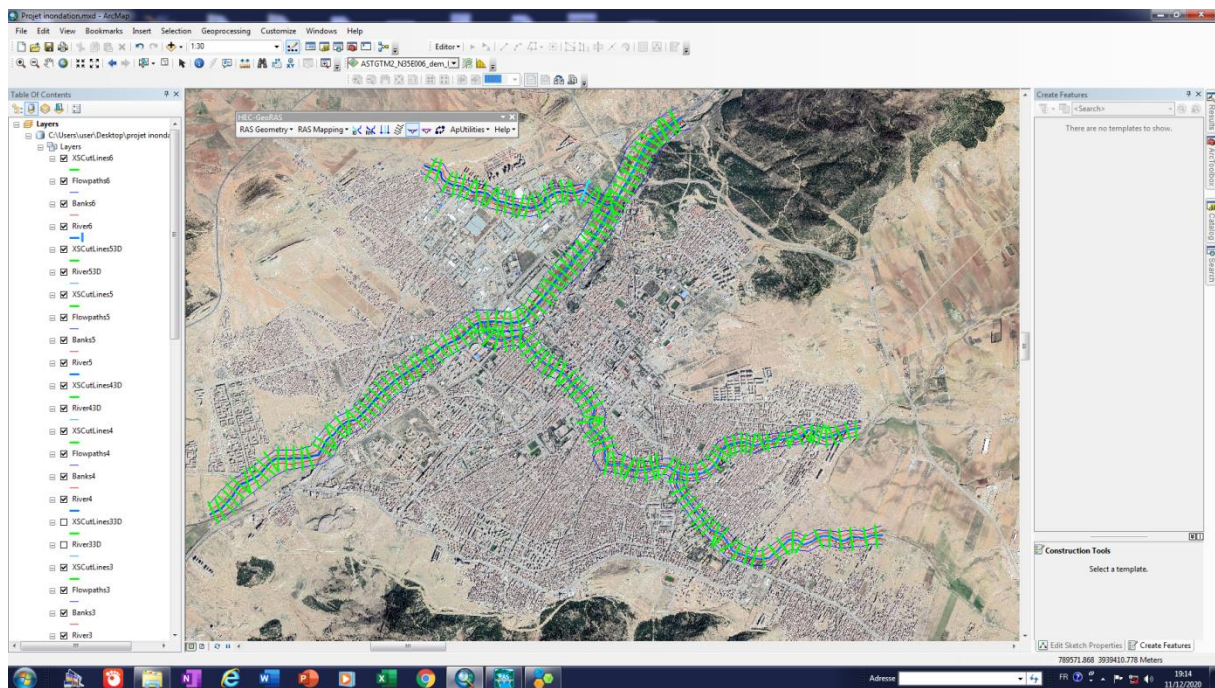 Projet inondation.mxd - ArcMap
File Edit View Bookmarks Insert Selection Geoprocessing Customize Windows Help
1:30
Editor
ASTGTM2_N35E006_dem_
Table Of Contents
Layers
C:\Users\user\Desktop\projet inonda
Layers
XSCutLines6
Flowpaths6
Banks6
River6
XSCutLines53D
River53D
XSCutLines5
Flowpaths5
Banks5
River5
XSCutLines43D
River43D
XSCutLines4
Flowpaths4
Banks4
River4
XSCutLines33D
River33D
XSCutLines3
Flowpaths3
Banks3
River3
HEC-GeoRAS
RAS Geometry RAS Mapping ApUtilities Help
Create Features
<Search>
There are no templates to show.
Construction Tools
Select a template.
Edit Sketch Properties Create Features
Results
ArcToolbox
Catalog
Search
789571.868 3939410.778 Meters
Adresse
FR
19:14
11/12/2020